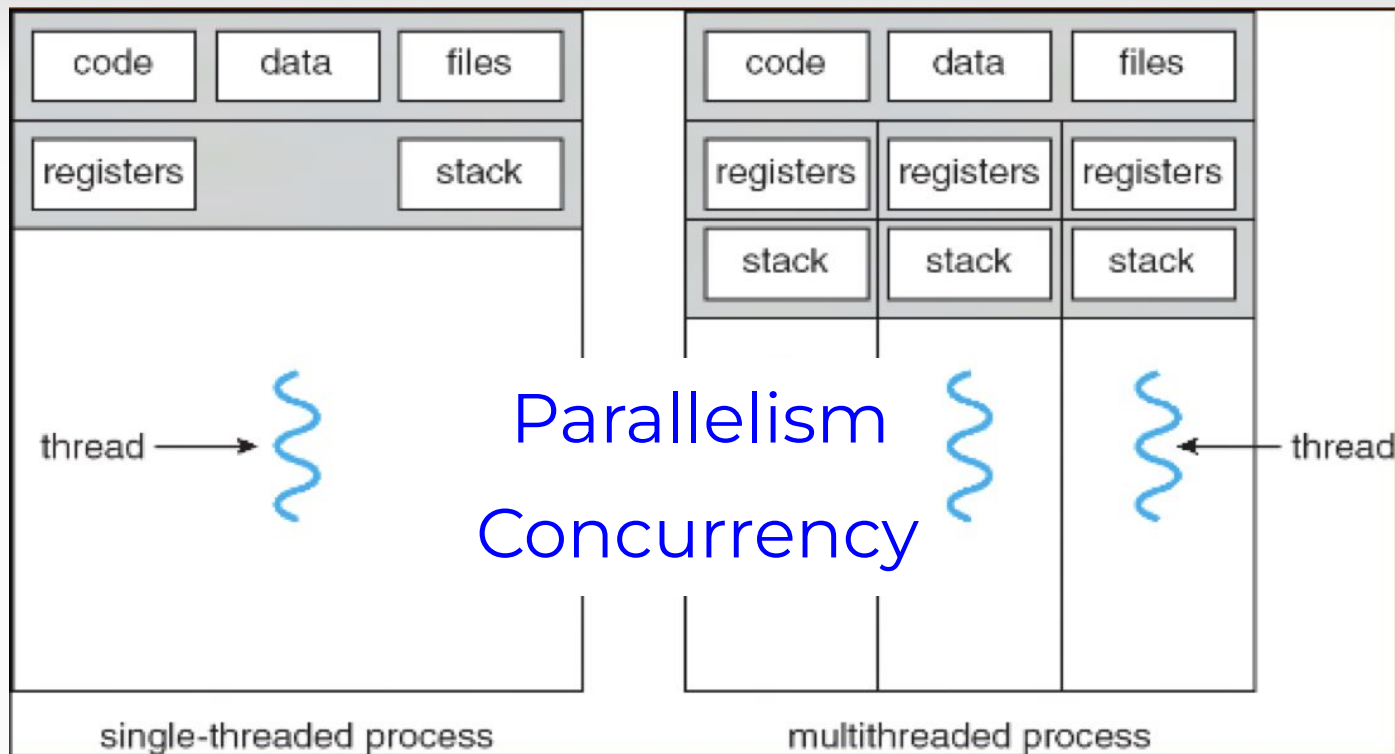 code data files
registers stack
thread
single-threaded process
Parallelism
Concurrency
code data files
registers registers registers
stack stack stack
thread
multithreaded process